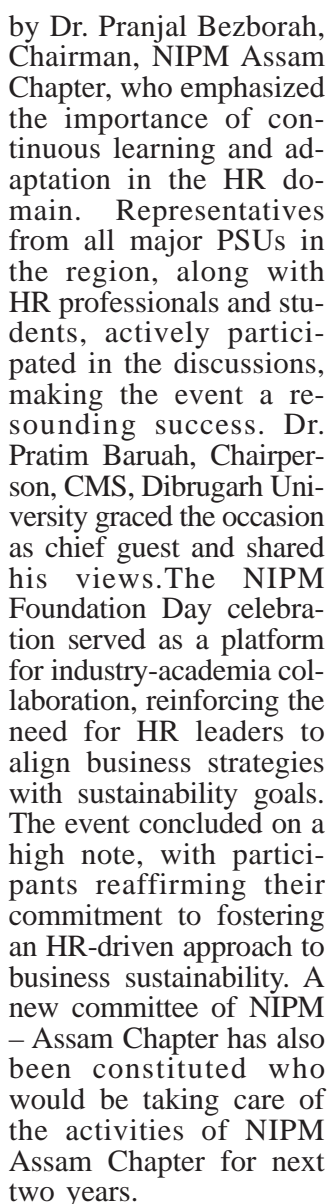 by Dr. Pranjal Bezborah,
Chairman, NIPM Assam
Chapter, who emphasized
the importance of con-
tinuous learning and ad-
aptation in the HR do-
main. Representatives
from all major PSUs in
the region, along with
HR professionals and stu-
dents, actively partici-
pated in the discussions,
making the event a re-
sounding success. Dr.
Pratim Baruah, Chairper-
son, CMS, Dibrugarh Uni-
versity graced the occasion
as chief guest and shared
his views.The NIPM
Foundation Day celebra-
tion served as a platform
for industry-academia col-
laboration, reinforcing the
need for HR leaders to
align business strategies
with sustainability goals.
The event concluded on a
high note, with partici-
pants reaffirming their
commitment to fostering
an HR-driven approach to
business sustainability. A
new committee of NIPM
– Assam Chapter has also
been constituted who
would be taking care of
the activities of NIPM
Assam Chapter for next
two years.